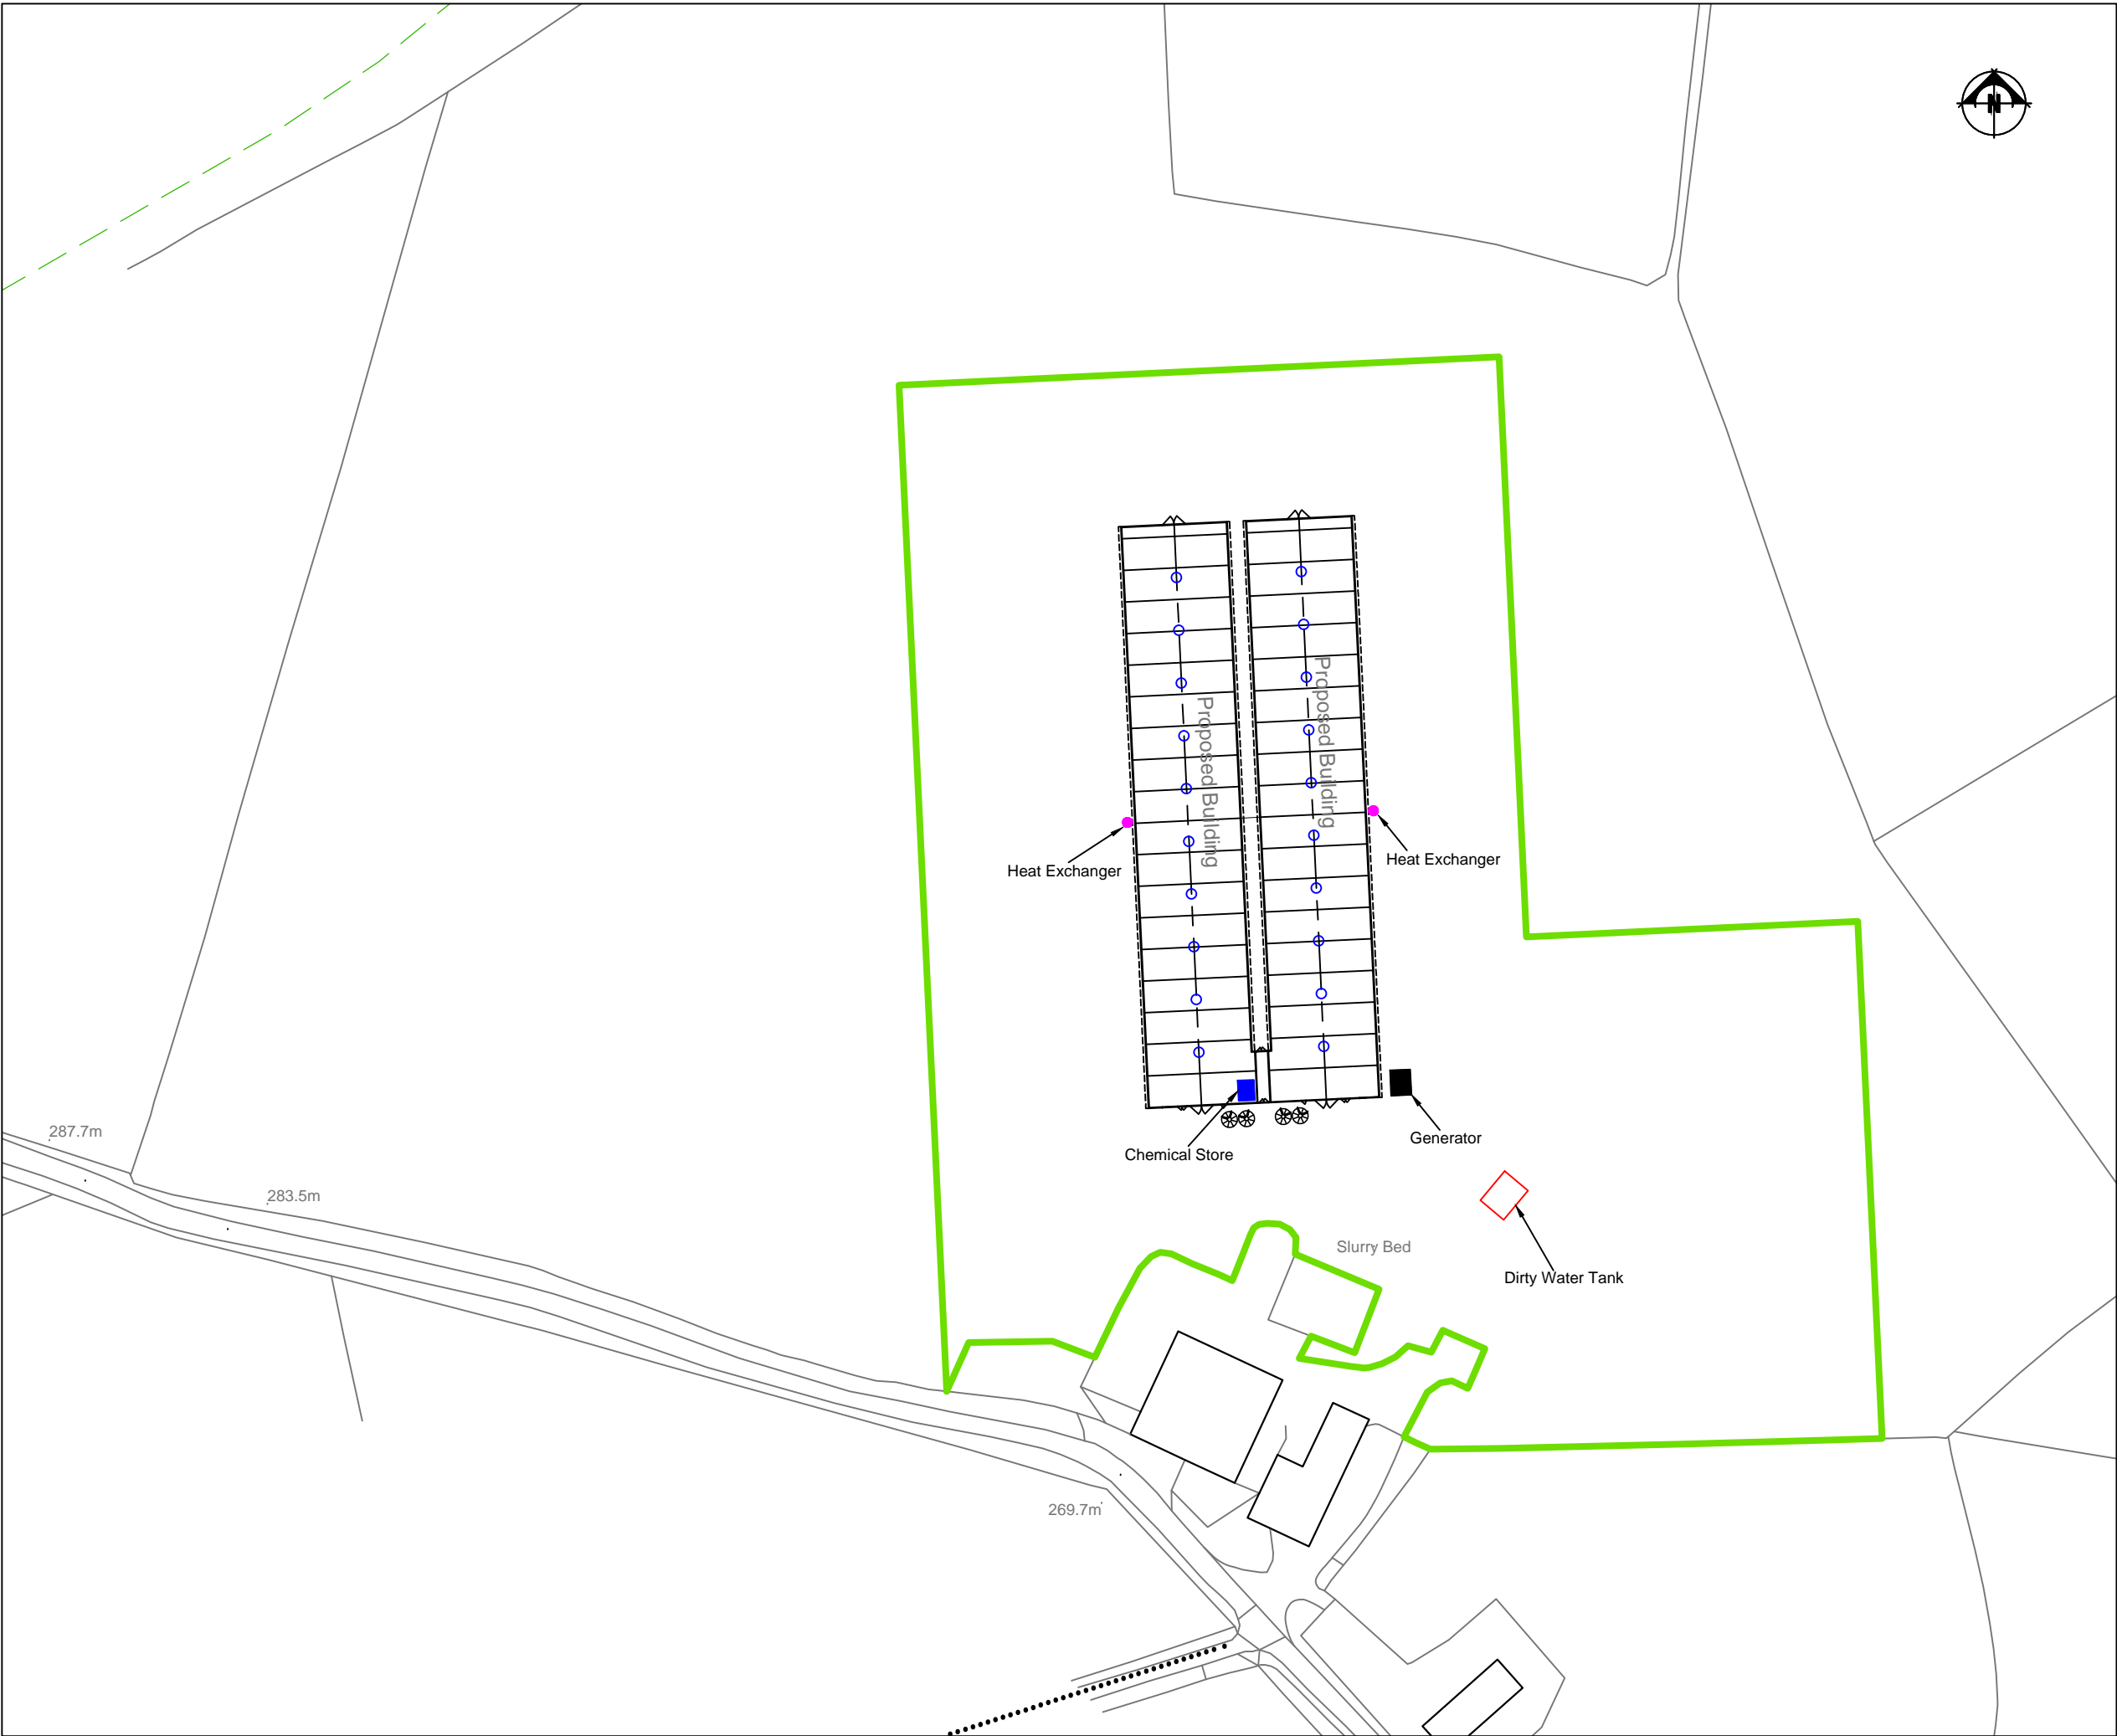 N
Proposed Building
Proposed Building
Heat Exchanger
Heat Exchanger
Generator
Chemical Store
287.7m
283.5m
Slurry Bed
Dirty Water Tank
269.7m